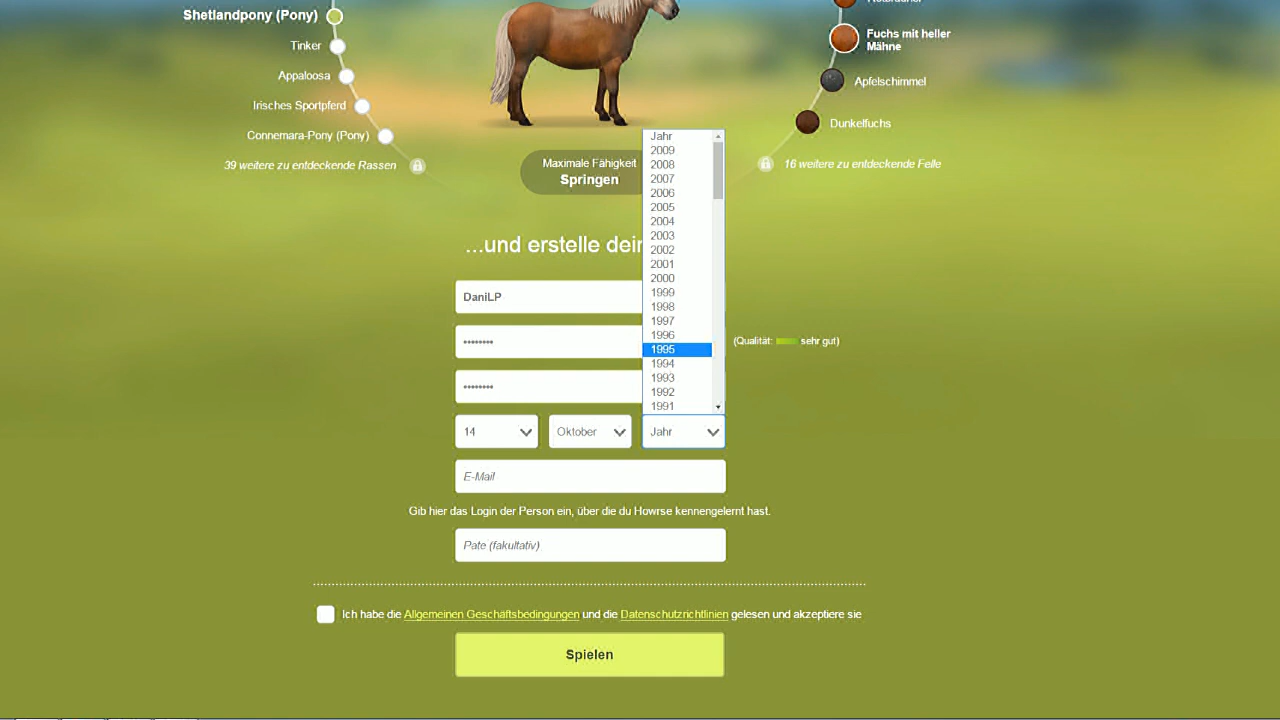 Shetlandpony (Pony)
Tinker
Appaloosa
Irisches Sportpferd
Connemara-Pony (Pony)
39 weitere zu entdeckende Rassen
Fuchs mit heller
Mähne
Apfelschimmel
Dunkelfuchs
16 weitere zu entdeckende Felle
Maximale Fähigkeit
Springen
...und erstelle dein
DaniLP
••••••••
(Qualität: sehr gut)
••••••••
14 Oktober Jahr
Jahr
2009
2008
2007
2006
2005
2004
2003
2002
2001
2000
1999
1998
1997
1996
1995
1994
1993
1992
1991
E-Mail
Gib hier das Login der Person ein, über die du Howrse kennengelernt hast.
Pate (fakultativ)
Ich habe die Allgemeinen Geschäftsbedingungen und die Datenschutzrichtlinien gelesen und akzeptiere sie
Spielen